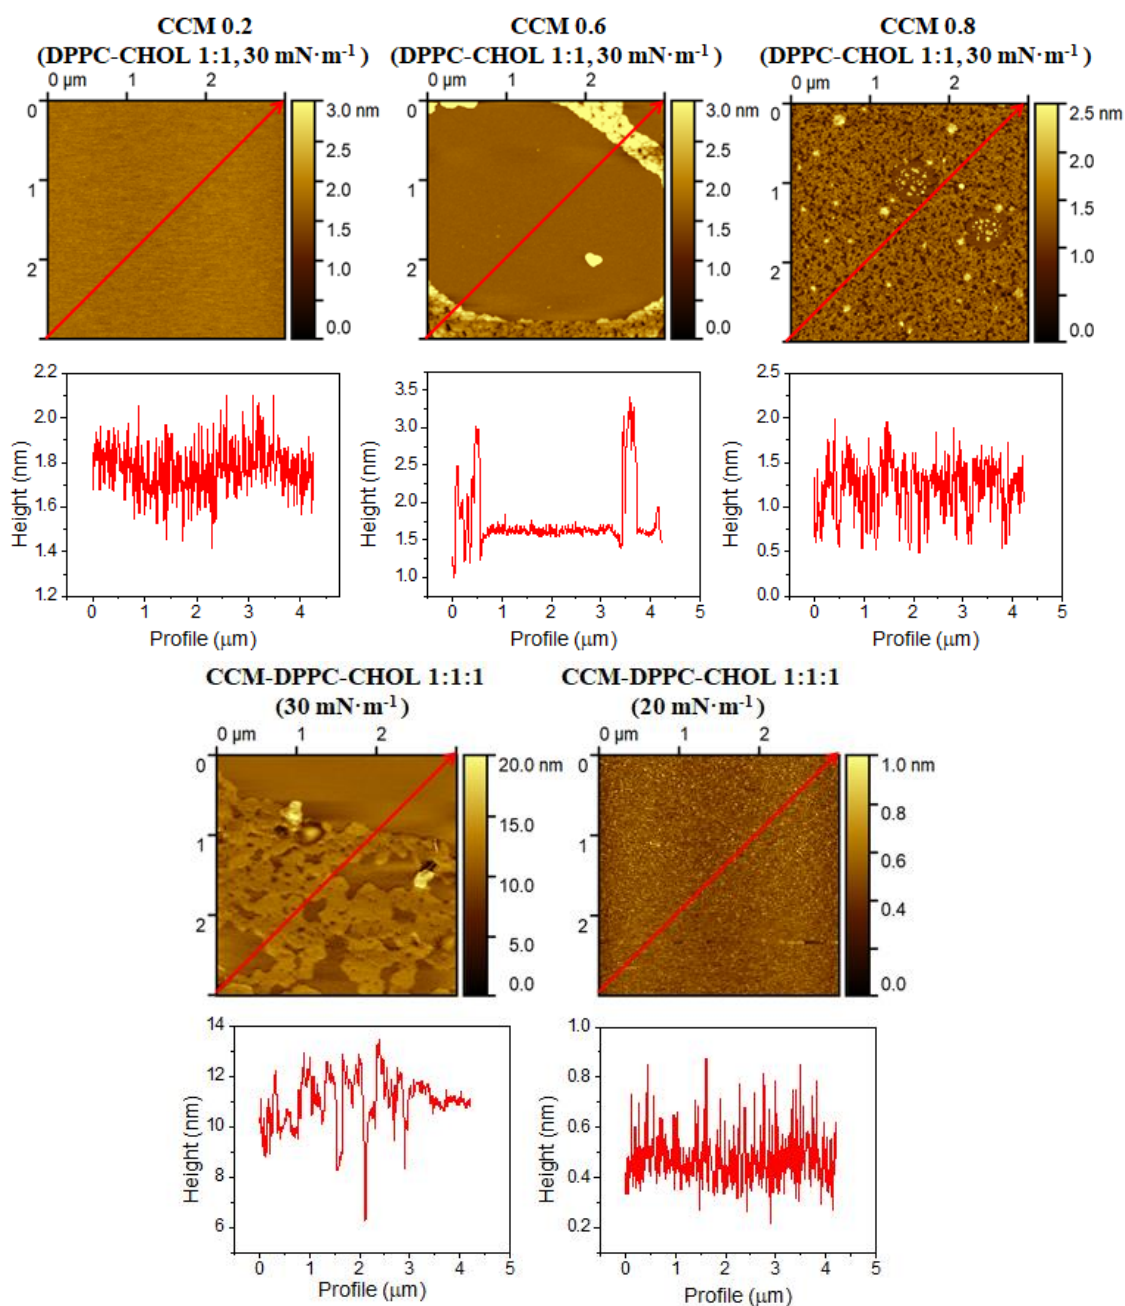 CCM 0.2
(DPPC-CHOL 1:1, 30 mN·m⁻¹)
0 µm 1 2
0
1
2
3.0 nm
2.5
2.0
1.5
1.0
0.0
CCM 0.6
(DPPC-CHOL 1:1, 30 mN·m⁻¹)
0 µm 1 2
0
1
2
3.0 nm
2.5
2.0
1.5
1.0
0.0
CCM 0.8
(DPPC-CHOL 1:1, 30 mN·m⁻¹)
0 µm 1 2
0
1
2
2.5 nm
2.0
1.5
1.0
0.0
2.2
2.0
1.8
1.6
1.4
1.2
Height (nm)
0 1 2 3 4
Profile (µm)
3.5
3.0
2.5
2.0
1.5
1.0
Height (nm)
0 1 2 3 4 5
Profile (µm)
2.5
2.0
1.5
1.0
0.5
0.0
Height (nm)
0 1 2 3 4 5
Profile (µm)
CCM-DPPC-CHOL 1:1:1
(30 mN·m⁻¹)
0 µm 1 2
0
1
2
20.0 nm
15.0
10.0
5.0
0.0
CCM-DPPC-CHOL 1:1:1
(20 mN·m⁻¹)
0 µm 1 2
0
1
2
1.0 nm
0.8
0.6
0.4
0.0
14
12
10
8
6
Height (nm)
0 1 2 3 4 5
Profile (µm)
1.0
0.8
0.6
0.4
0.2
Height (nm)
0 1 2 3 4 5
Profile (µm)